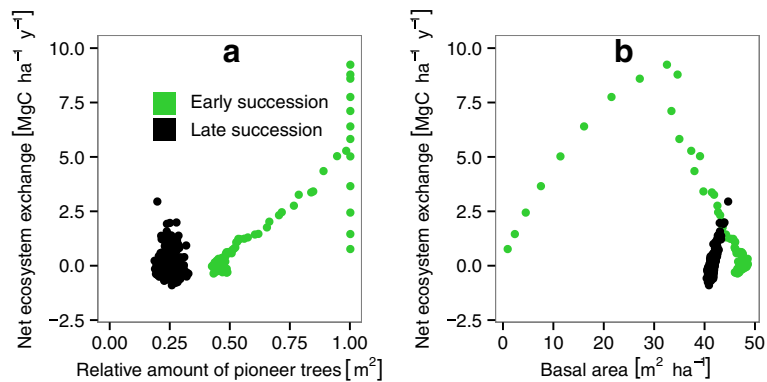 a
Net ecosystem exchange [MgC ha⁻¹ y⁻¹]
10.0
7.5
5.0
2.5
0.0
−2.5
Early succession
Late succession
0.00
0.25
0.50
0.75
1.00
Relative amount of pioneer trees [m²]
b
Net ecosystem exchange [MgC ha⁻¹ y⁻¹]
10.0
7.5
5.0
2.5
0.0
−2.5
0
10
20
30
40
50
Basal area [m² ha⁻¹]